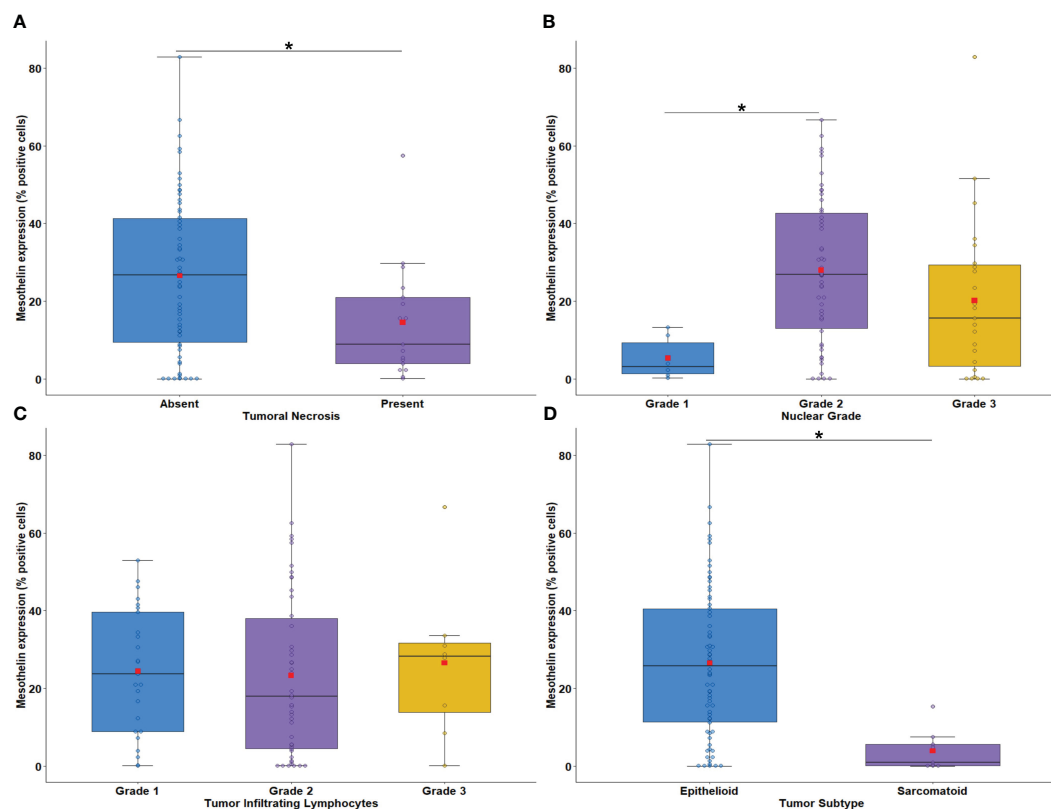 A
Mesothelin expression (% positive cells)
80
60
40
20
0
*
Absent
Present
Tumoral Necrosis
B
Mesothelin expression (% positive cells)
80
60
40
20
0
*
Grade 1
Grade 2
Grade 3
Nuclear Grade
C
Mesothelin expression (% positive cells)
80
60
40
20
0
Grade 1
Grade 2
Grade 3
Tumor Infiltrating Lymphocytes
D
Mesothelin expression (% positive cells)
80
60
40
20
0
*
Epithelioid
Sarcomatoid
Tumor Subtype